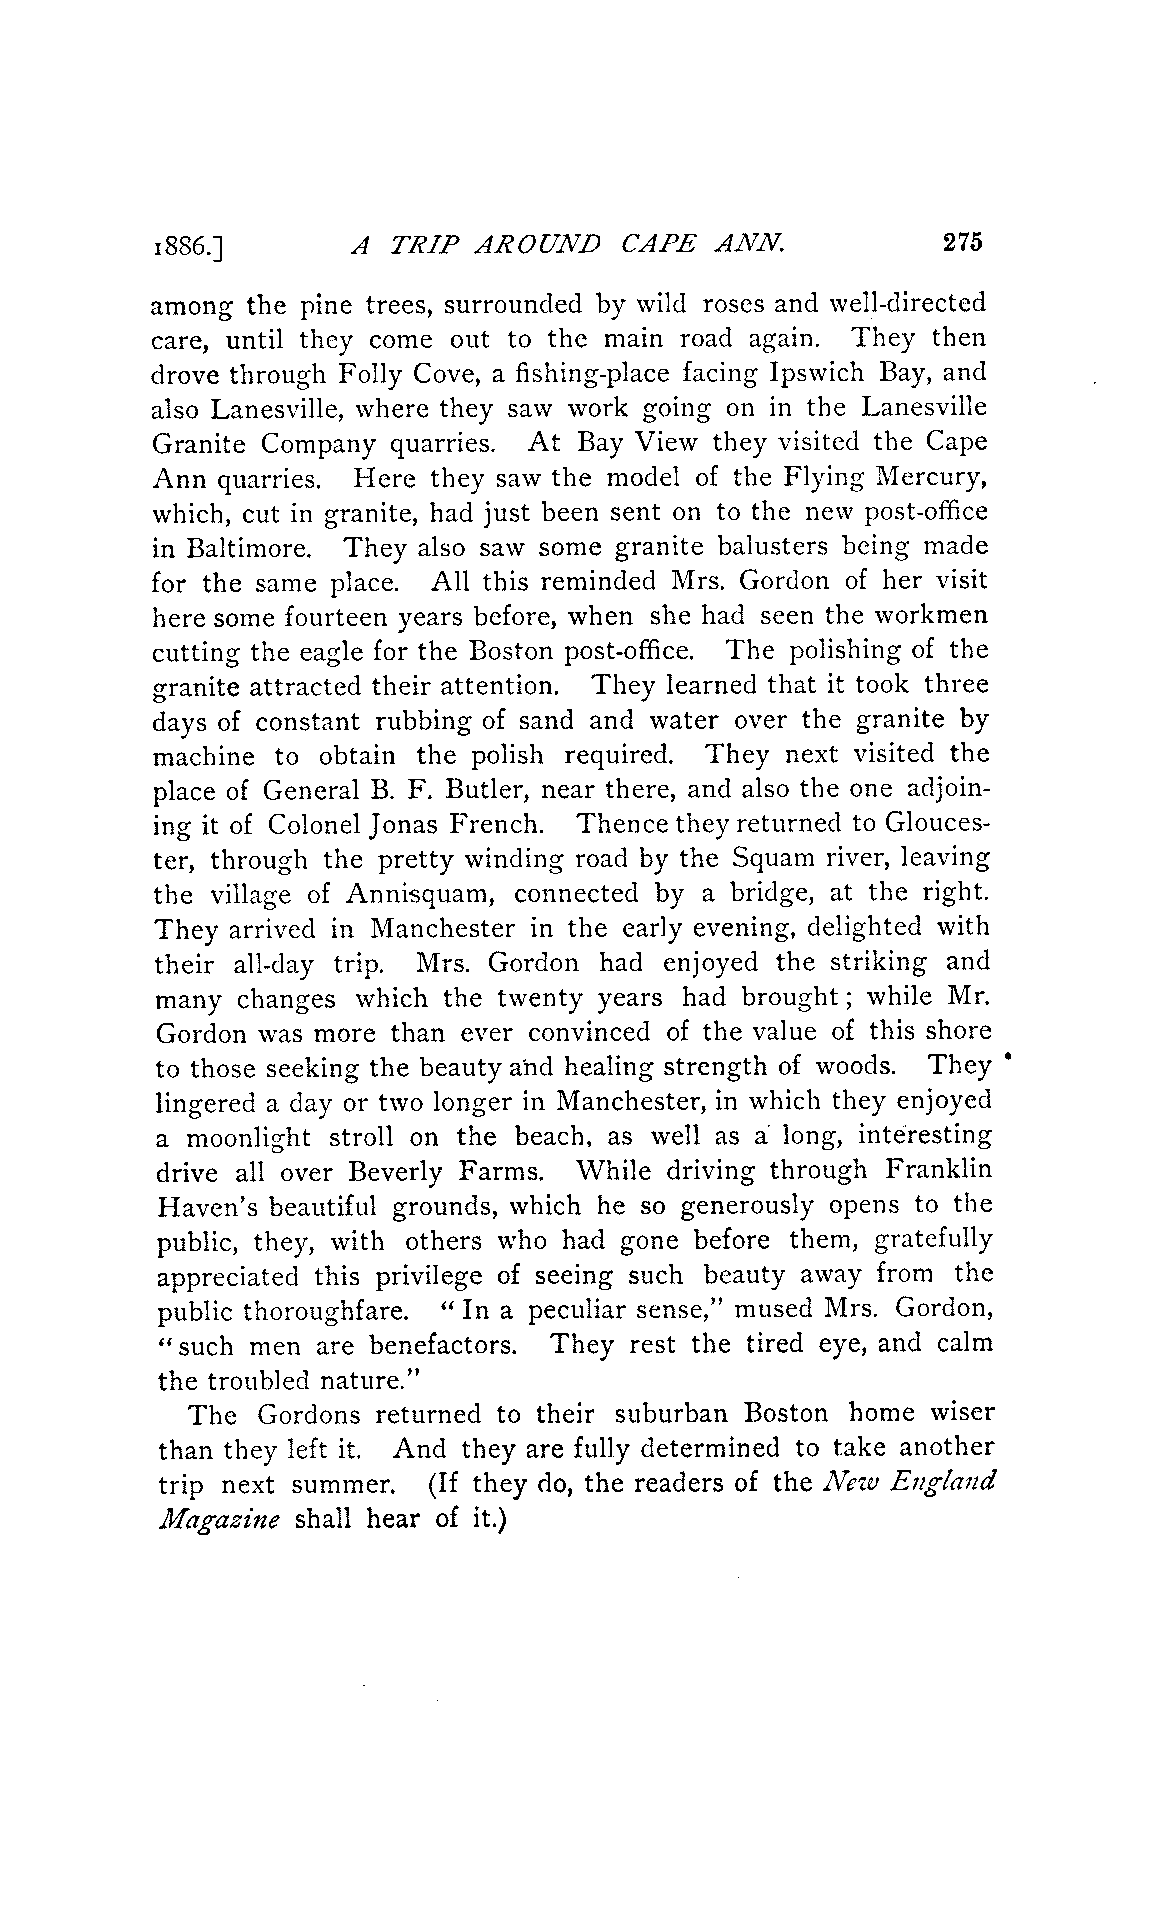 1886.] A TRIP AROUND CAPE ANN. 275
among the pine trees, surrounded by wild roses and well-directed
care, until they come out to the main road again. They then
drove through Folly Cove, a fishing-place facing Ipswich Bay, and
also Lanesville, where they saw work going on in the Lanesville
Granite Company quarries. At Bay View they visited the Cape
Ann quarries. Here they saw the model of the Flying Mercury,
which, cut in granite, had just been sent on to the new post-office
in Baltimore. They also saw some granite balusters being made
for the same place. All this reminded Mrs. Gordon of her visit
here some fourteen years before, when she had seen the workmen
cutting the eagle for the Boston post-office. The polishing of the
granite attracted their attention. They learned that it took three
days of constant rubbing of sand and water over the granite by
machine to obtain the polish required. They next visited the
place of General B. F. Butler, near there, and also the one adjoin-
ing it of Colonel Jonas French. Thence they returned to Glouces-
ter, through the pretty winding road by the Squam river, leaving
the village of Annisquam, connected by a bridge, at the right.
They arrived in Manchester in the early evening, delighted with
their all-day trip. Mrs. Gordon had enjoyed the striking and
many changes which the twenty years had brought; while Mr.
Gordon was more than ever convinced of the value of this shore
to those seeking the beauty and healing strength of woods. They
lingered a day or two longer in Manchester, in which they enjoyed
a moonlight stroll on the beach, as well as a long, interesting
drive all over Beverly Farms. While driving through Franklin
Haven's beautiful grounds, which he so generously opens to the
public, they, with others who had gone before them, gratefully
appreciated this privilege of seeing such beauty away from the
public thoroughfare. "In a peculiar sense," mused Mrs. Gordon,
"such men are benefactors. They rest the tired eye, and calm
the troubled nature."
The Gordons returned to their suburban Boston home wiser
than they left it. And they are fully determined to take another
trip next summer. (If they do, the readers of the New England
Magazine shall hear of it.)